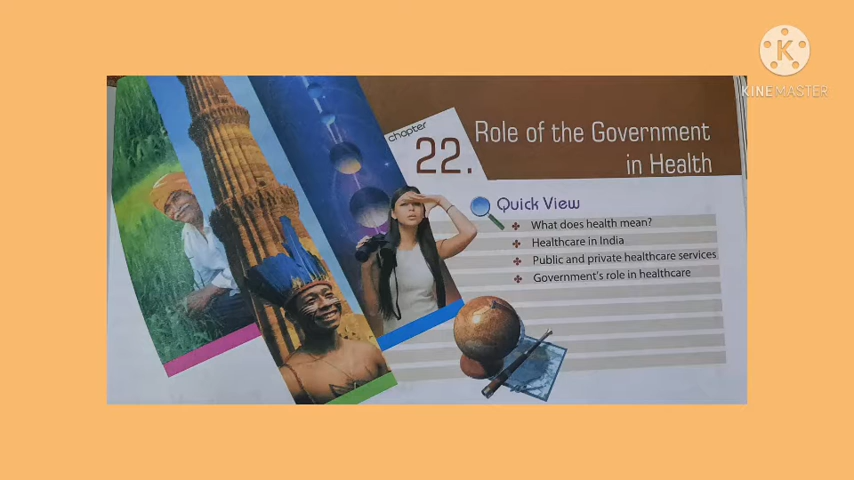 K
KINEMASTER
chapter
22.
Role of the Government
in Health
Quick View
What does health mean?
Healthcare in India
Public and private healthcare services
Government's role in healthcare